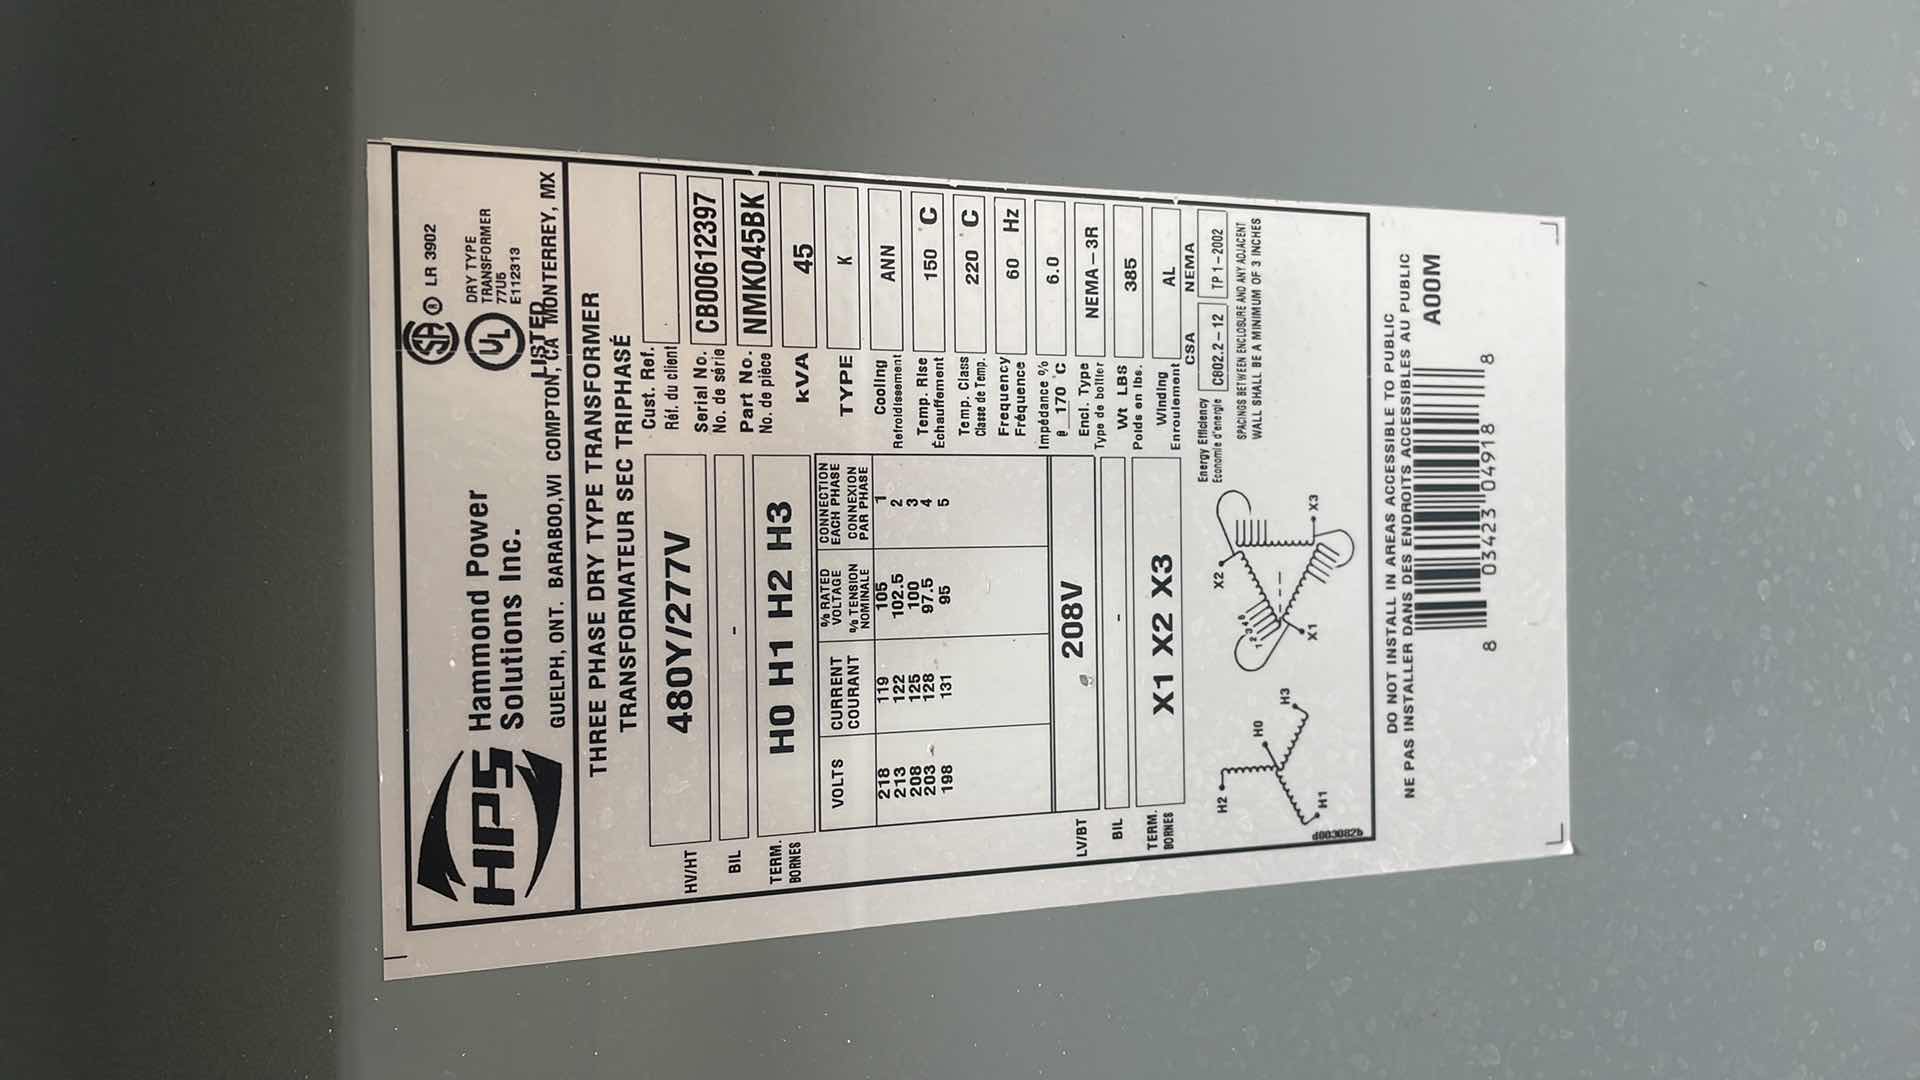 HPS
Hammond Power
Solutions Inc.
SA ® LR 3902
UL
LISTED
DRY TYPE
TRANSFORMER
77U5
E112313
GUELPH, ONT. BARABOO,WI COMPTON, CA MONTERREY, MX
THREE PHASE DRY TYPE TRANSFORMER
TRANSFORMATEUR SEC TRIPHASÉ
HV/HT 480Y/277V
BIL -
TERM. H0 H1 H2 H3
BORNES
VOLTS CURRENT COURANT % RATED VOLTAGE % TENSION NOMINALE CONNECTION EACH PHASE CONNEXION PAR PHASE
218 119 105 1
213 122 102.5 2
208 125 100 3
203 128 97.5 4
198 131 95 5
LV/BT 208V
BIL -
TERM. X1 X2 X3
BORNES
Cust. Ref.
Réf. du client
Serial No. CB00612397
No. de série
Part No. NMK045BK
No. de pièce
kVA 45
TYPE K
Cooling ANN
Refroidissement
Temp. Rise 150 °C
Échauffement
Temp. Class 220 °C
Classe de Temp.
Frequency 60 Hz
Fréquence
Impédance % 6.0
@ 170 °C
Encl. Type NEMA-3R
Type de boîtier
Wt LBS 385
Poids en lbs.
Winding AL
Enroulement
CSA NEMA
Energy Efficiency C802.2-12 TP1-2002
Economie d'énergie
SPACINGS BETWEEN ENCLOSURE AND ANY ADJACENT
WALL SHALL BE A MINIMUM OF 3 INCHES
H2 H0 H3 H1
X2 X3 X1
1 2 3 4 5
d003082b
DO NOT INSTALL IN AREAS ACCESSIBLE TO PUBLIC
NE PAS INSTALLER DANS DES ENDROITS ACCESSIBLES AU PUBLIC
A00M
8 03423 04918 8